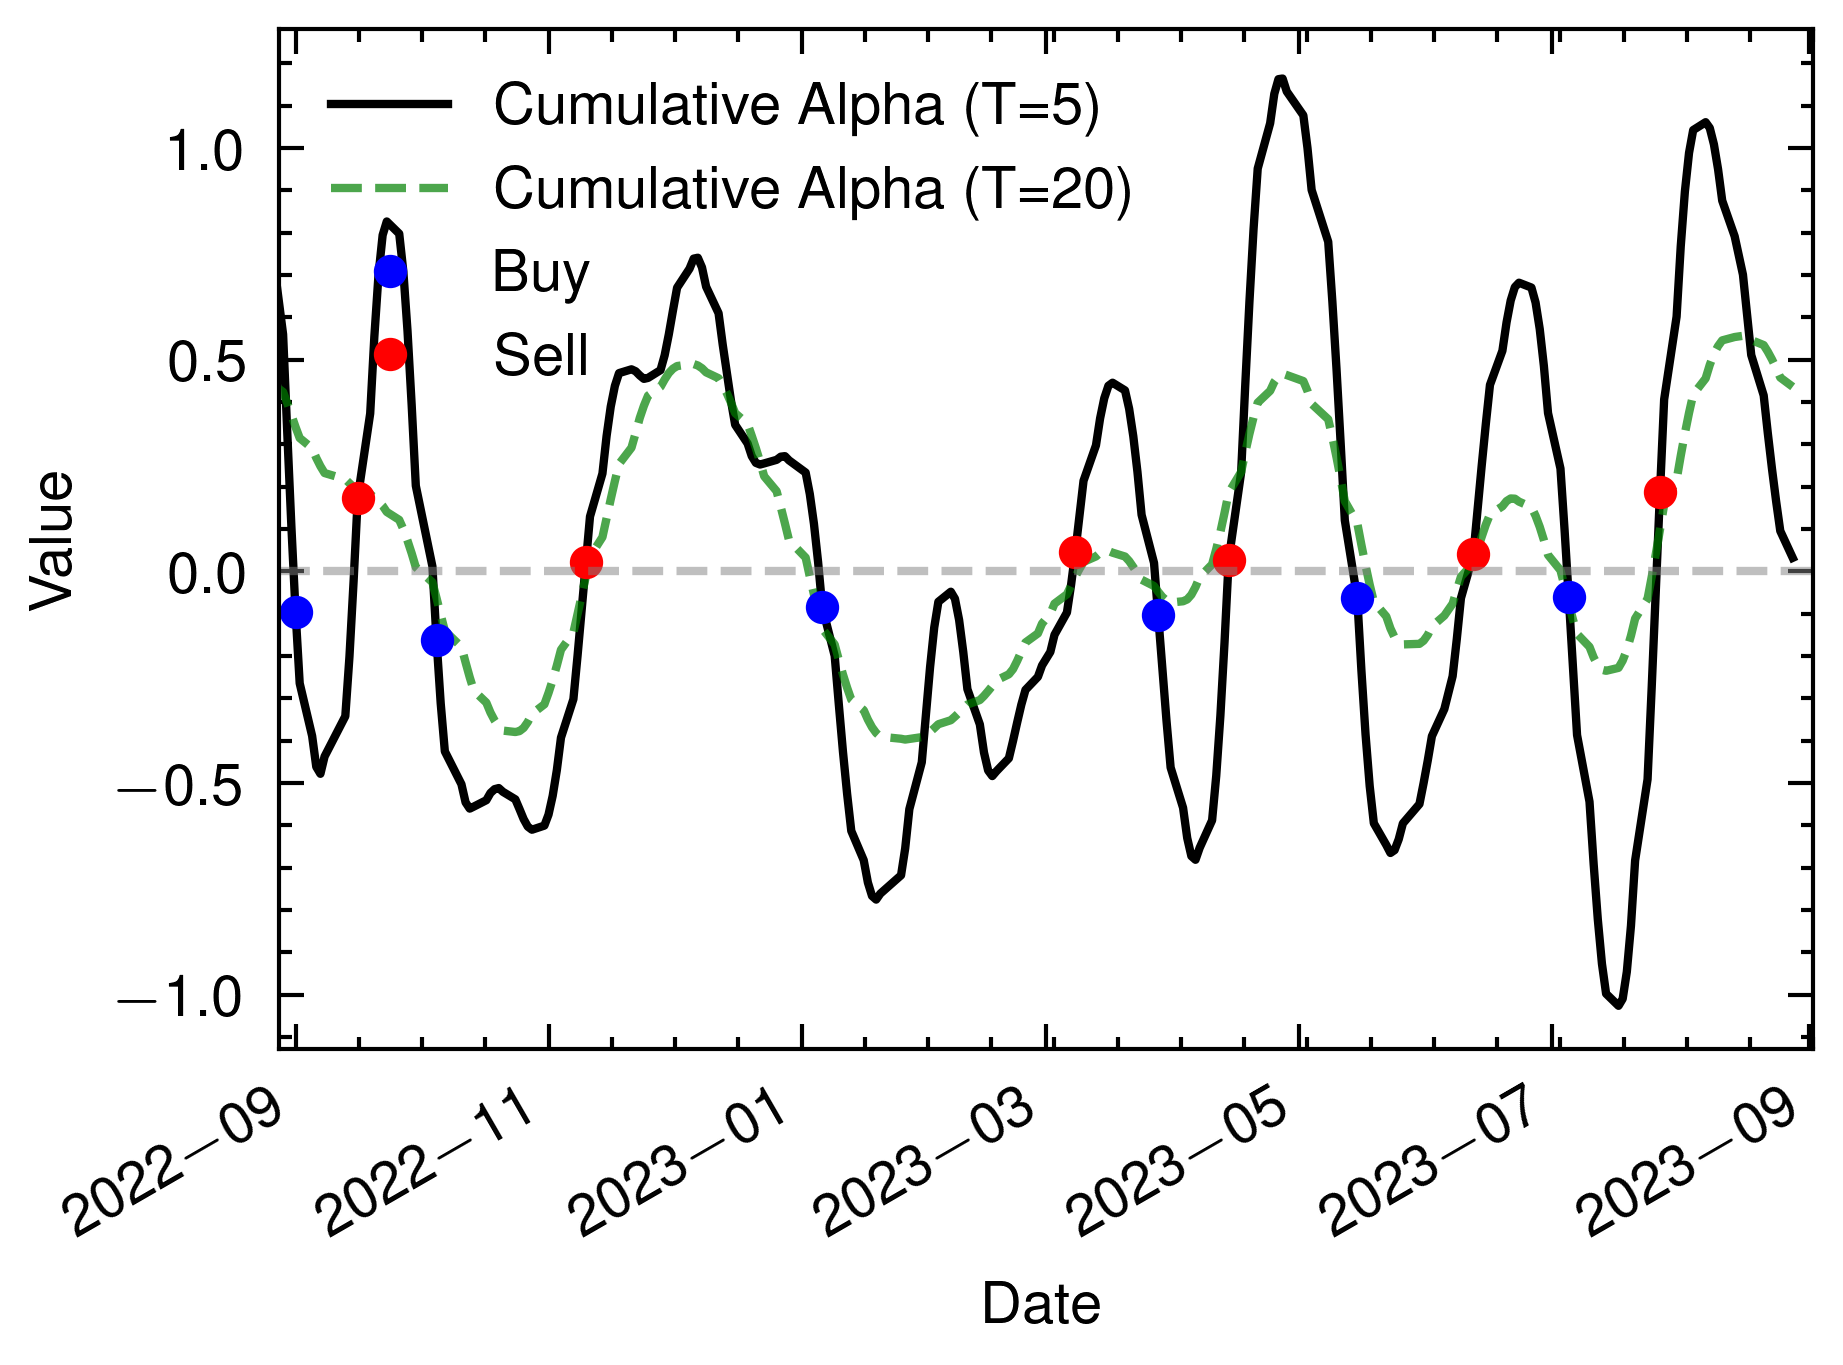 Cumulative Alpha (T=5)
Cumulative Alpha (T=20)
Buy
Sell
Value
1.0
0.5
0.0
−0.5
−1.0
2022−09
2022−11
2023−01
2023−03
2023−05
2023−07
2023−09
Date